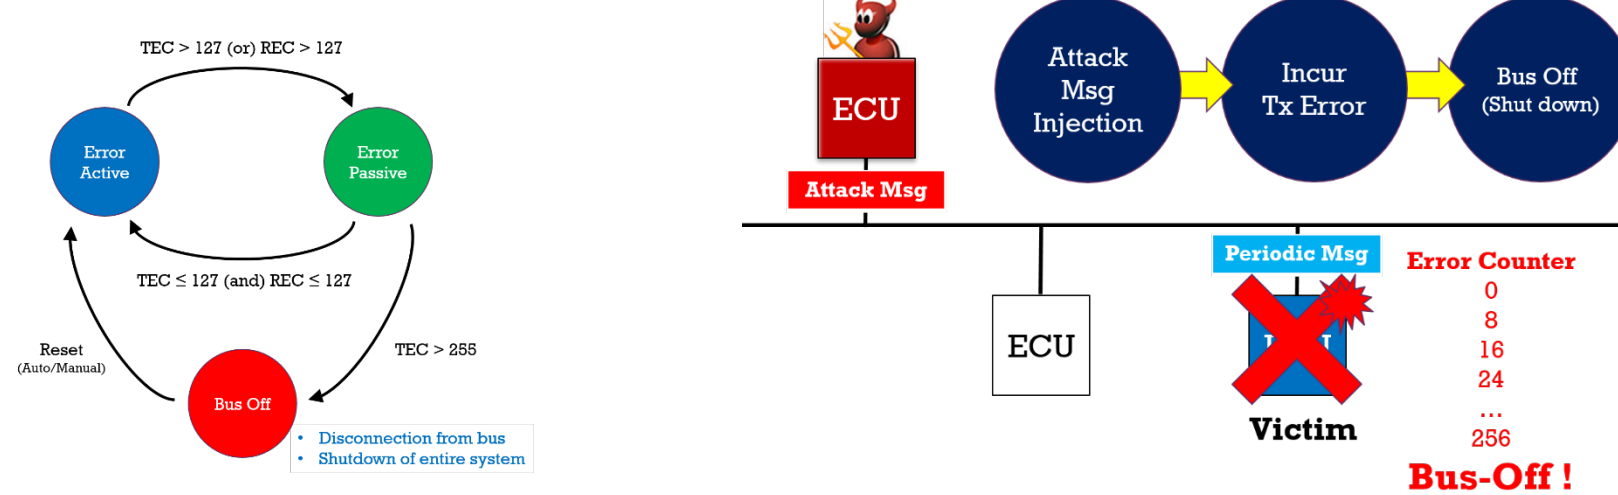 TEC > 127 (or) REC > 127
Error
Active
Error
Passive
TEC ≤ 127 (and) REC ≤ 127
Reset
(Auto/Manual)
TEC > 255
Bus Off
• Disconnection from bus
• Shutdown of entire system
ECU
Attack Msg
Attack
Msg
Injection
Incur
Tx Error
Bus Off
(Shut down)
ECU
Periodic Msg
Victim
Error Counter
0
8
16
24
...
256
Bus-Off !